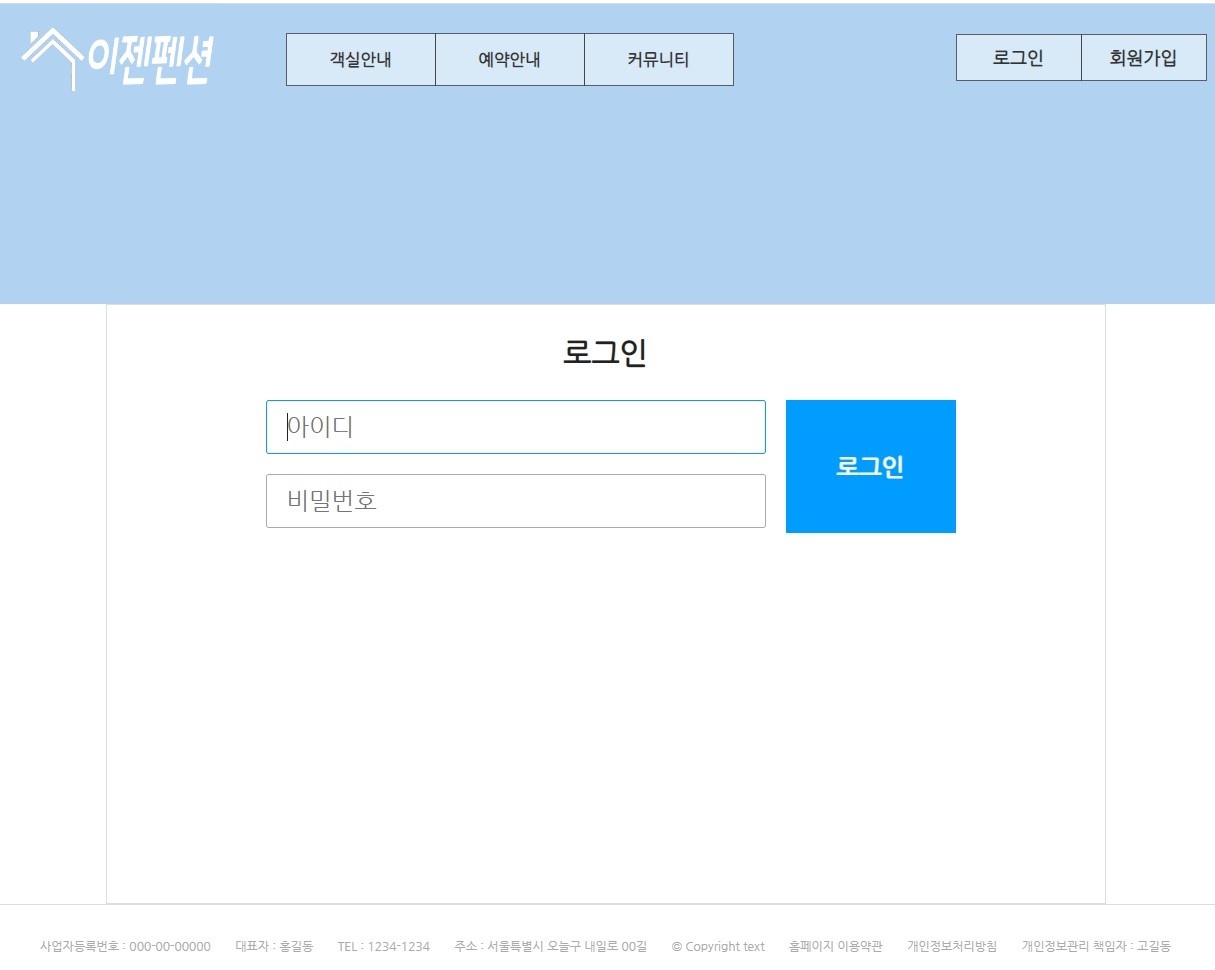 이젠펜션
객실안내 예약안내 커뮤니티 로그인 회원가입
로그인
아이디
비밀번호
로그인
사업자등록번호 : 000-00-00000 대표자 : 홍길동 TEL : 1234-1234 주소 : 서울특별시 오늘구 내일로 00길 © Copyright text 홈페이지 이용약관 개인정보처리방침 개인정보관리 책임자 : 고길동